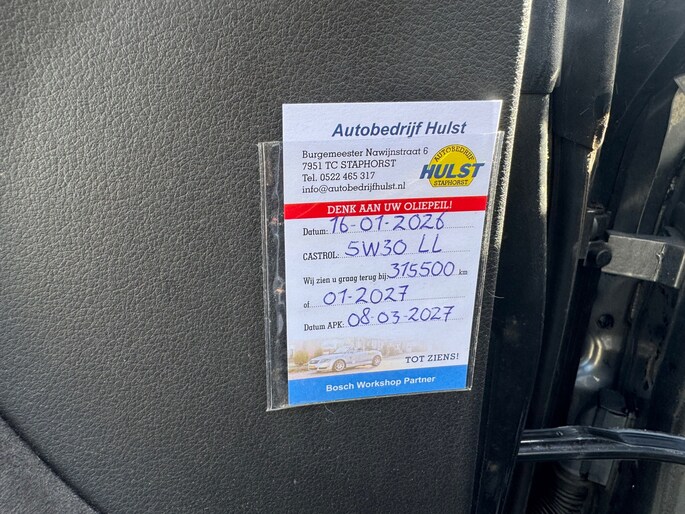 Autobedrijf Hulst
Burgemeester Nawijnstraat 6
7951 TC STAPHORST
Tel. 0522 465 317
info@autobedrijfhulst.nl
AUTOBEDRIJF
HULST
STAPHORST
DENK AAN UW OLIEPEIL!
Datum: 16-01-2026
CASTROL: 5W30 LL
Wij zien u graag terug bij: 315500 km
of 01-2027
Datum APK: 08-03-2027
TOT ZIENS!
Bosch Workshop Partner